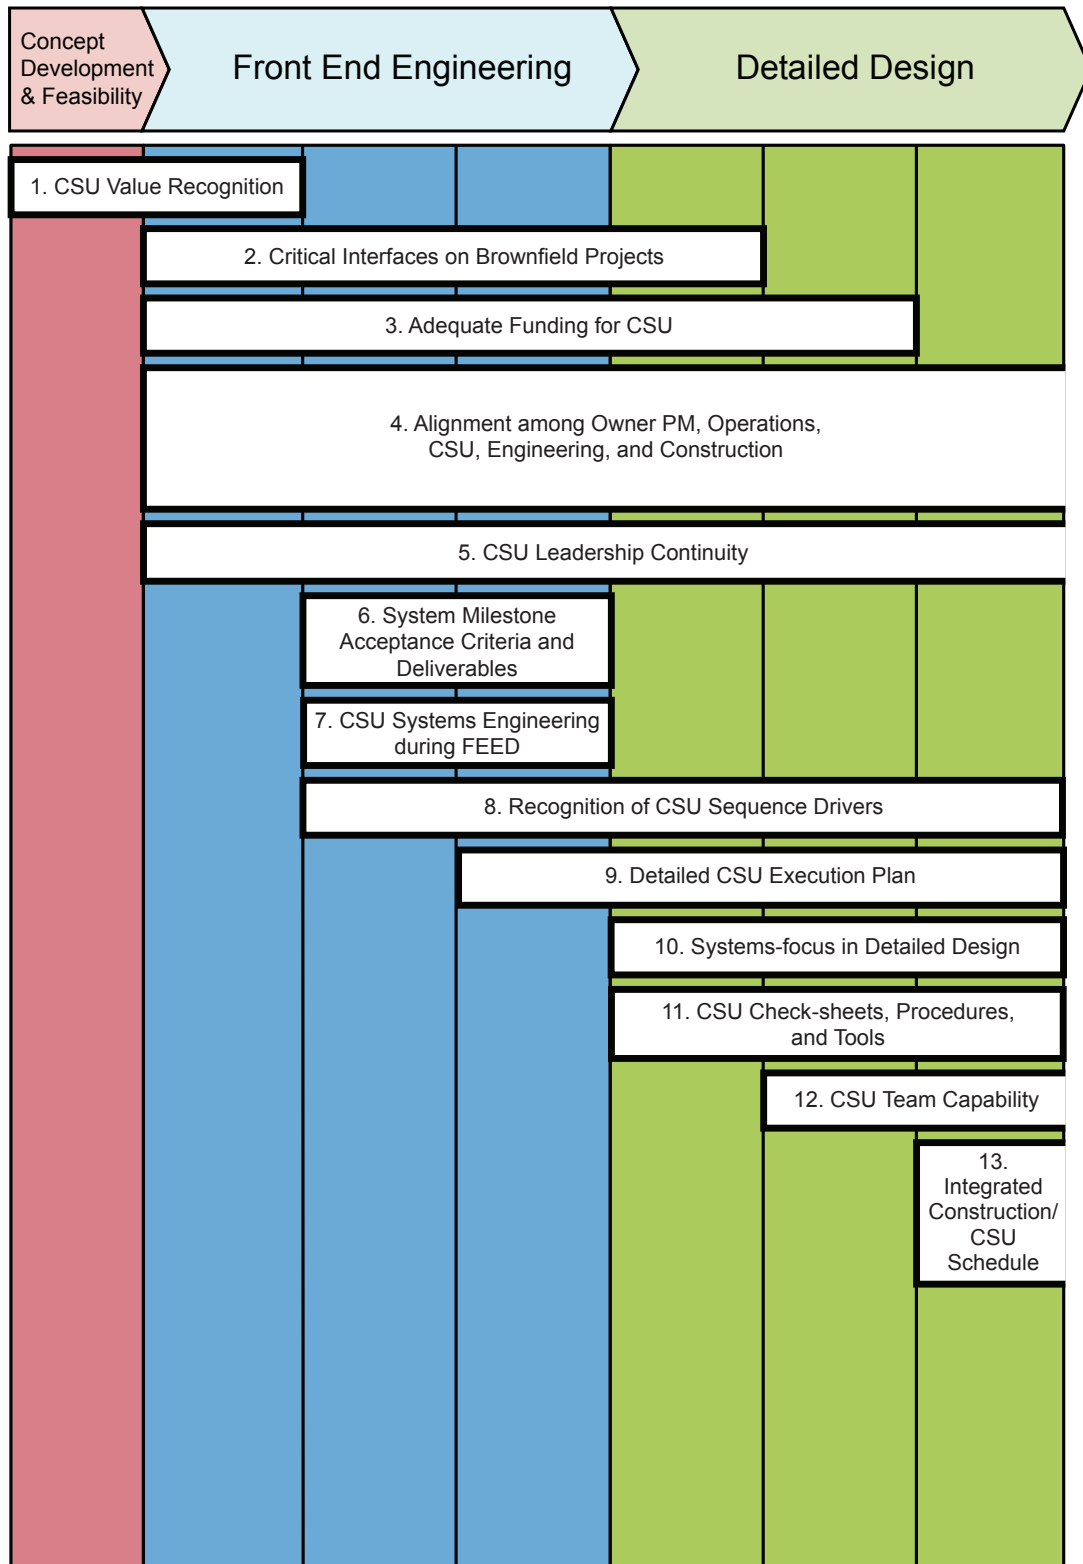 Concept
Development
& Feasibility
Front End Engineering
Detailed Design
1. CSU Value Recognition
2. Critical Interfaces on Brownfield Projects
3. Adequate Funding for CSU
4. Alignment among Owner PM, Operations,
CSU, Engineering, and Construction
5. CSU Leadership Continuity
6. System Milestone
Acceptance Criteria and
Deliverables
7. CSU Systems Engineering
during FEED
8. Recognition of CSU Sequence Drivers
9. Detailed CSU Execution Plan
10. Systems-focus in Detailed Design
11. CSU Check-sheets, Procedures,
and Tools
12. CSU Team Capability
13.
Integrated
Construction/
CSU
Schedule